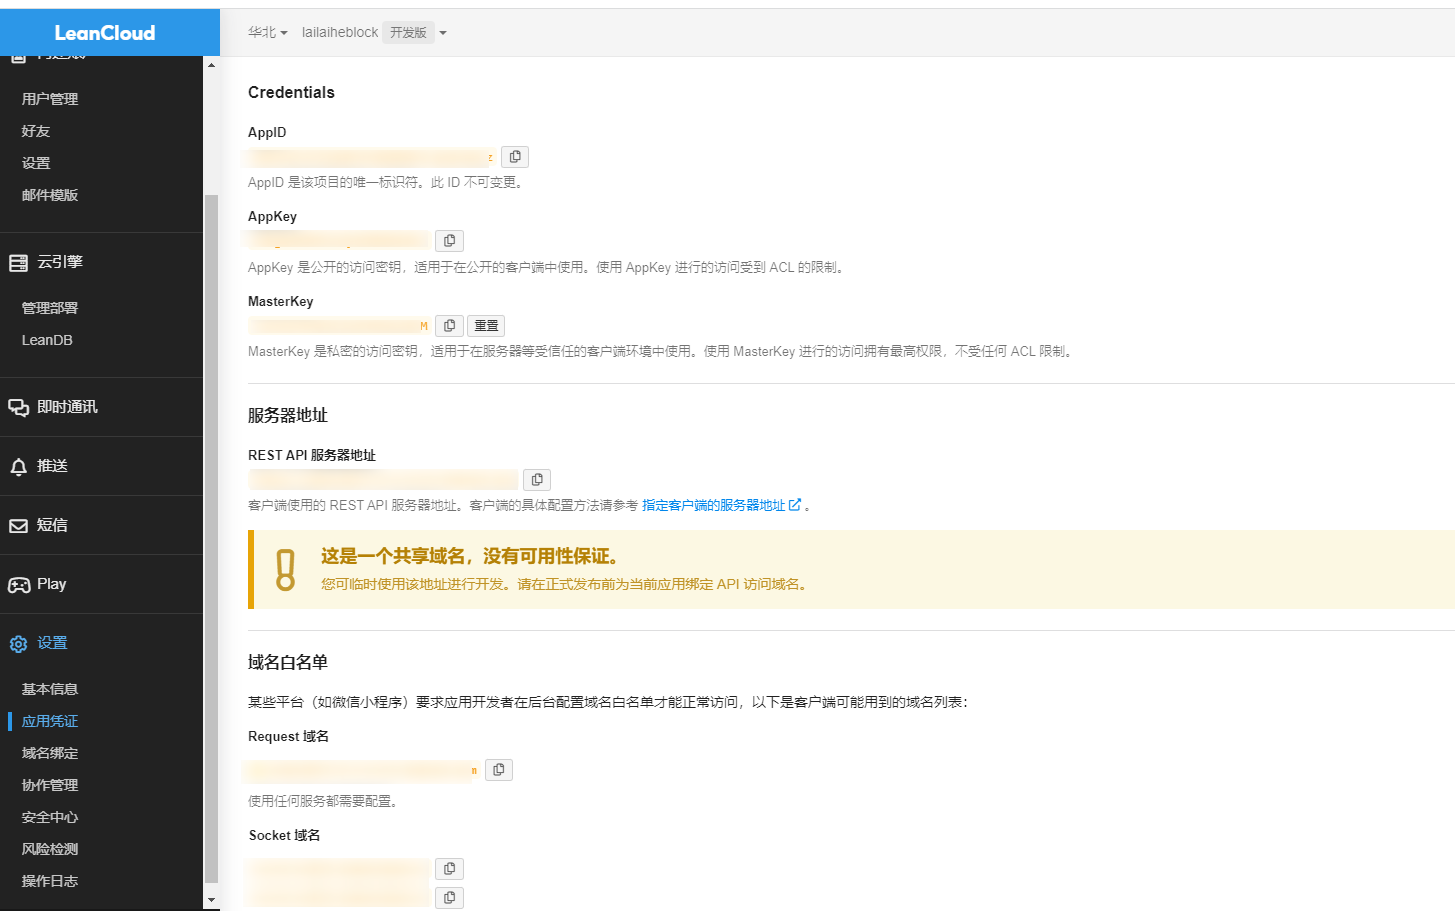 LeanCloud
华北
lailaiheblock
开发版
用户管理
好友
设置
邮件模版
云引擎
管理部署
LeanDB
即时通讯
推送
短信
Play
设置
基本信息
应用凭证
域名绑定
协作管理
安全中心
风险检测
操作日志
Credentials
AppID
z
AppID 是该项目的唯一标识符。此 ID 不可变更。
AppKey
AppKey 是公开的访问密钥，适用于在公开的客户端中使用。使用 AppKey 进行的访问受到 ACL 的限制。
MasterKey
M
重置
MasterKey 是私密的访问密钥，适用于在服务器等受信任的客户端环境中使用。使用 MasterKey 进行的访问拥有最高权限，不受任何 ACL 限制。
服务器地址
REST API 服务器地址
客户端使用的 REST API 服务器地址。客户端的具体配置方法请参考 指定客户端的服务器地址 。
这是一个共享域名，没有可用性保证。
您可临时使用该地址进行开发。请在正式发布前为当前应用绑定 API 访问域名。
域名白名单
某些平台（如微信小程序）要求应用开发者在后台配置域名白名单才能正常访问，以下是客户端可能用到的域名列表：
Request 域名
m
使用任何服务都需要配置。
Socket 域名